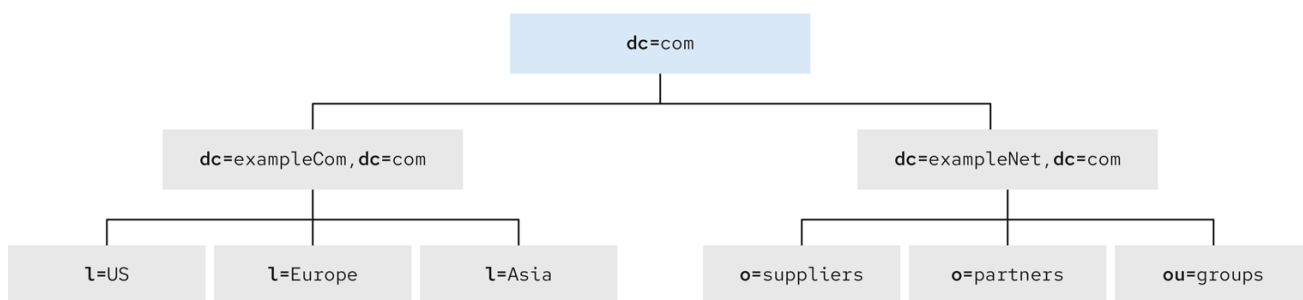 dc=com
dc=exampleCom,dc=com
dc=exampleNet,dc=com
l=US
l=Europe
l=Asia
o=suppliers
o=partners
ou=groups